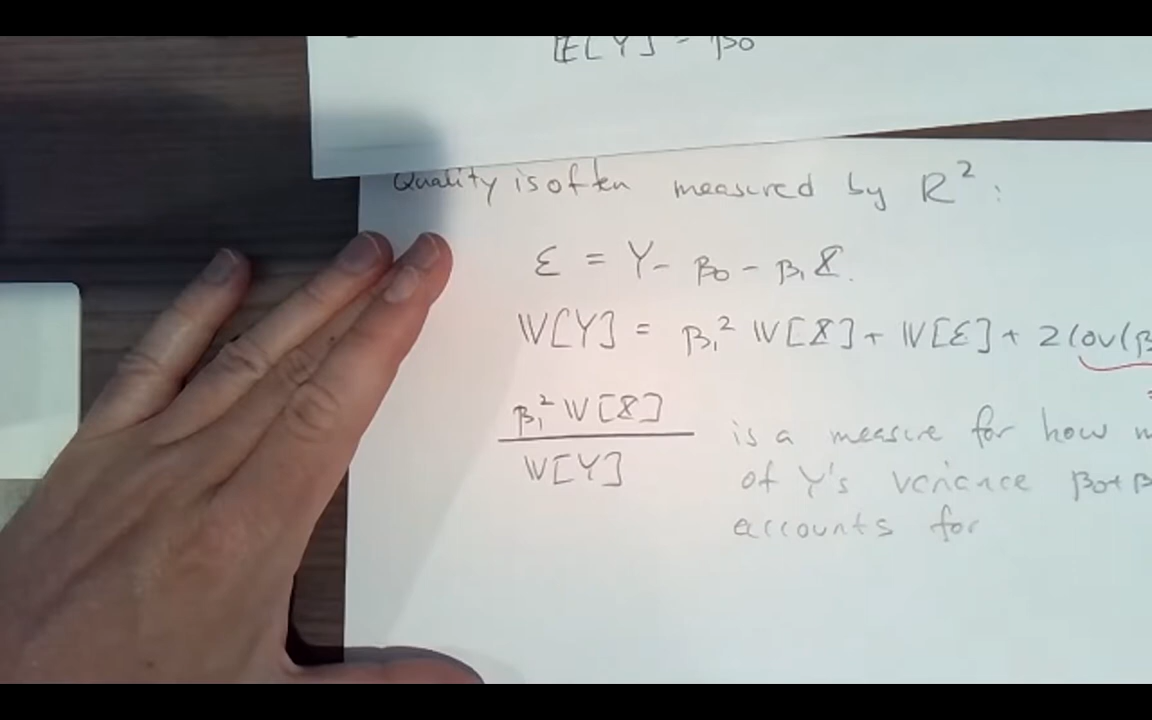 E[Y] = β₀
Quality is often measured by R²:
ε = Y - β₀ - β₁X.
V[Y] = β₁² V[X] + V[ε] + 2Cov(β
β₁² V[X]
V[Y]
is a measure for how m
of Y's variance β₀ + β
accounts for